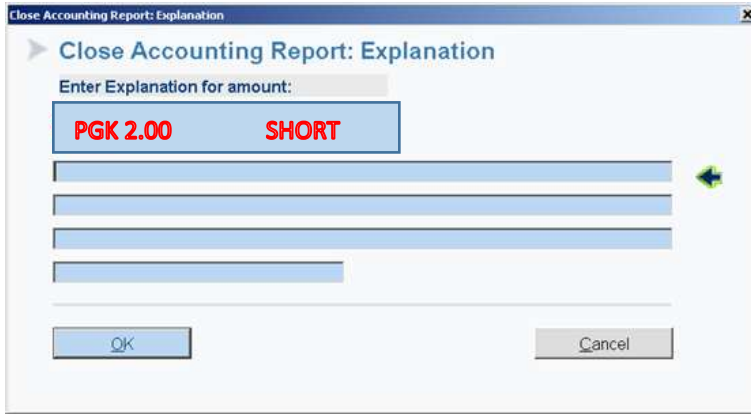 Close Accounting Report: Explanation
Close Accounting Report: Explanation
Enter Explanation for amount:
PGK 2.00 SHORT
OK Cancel